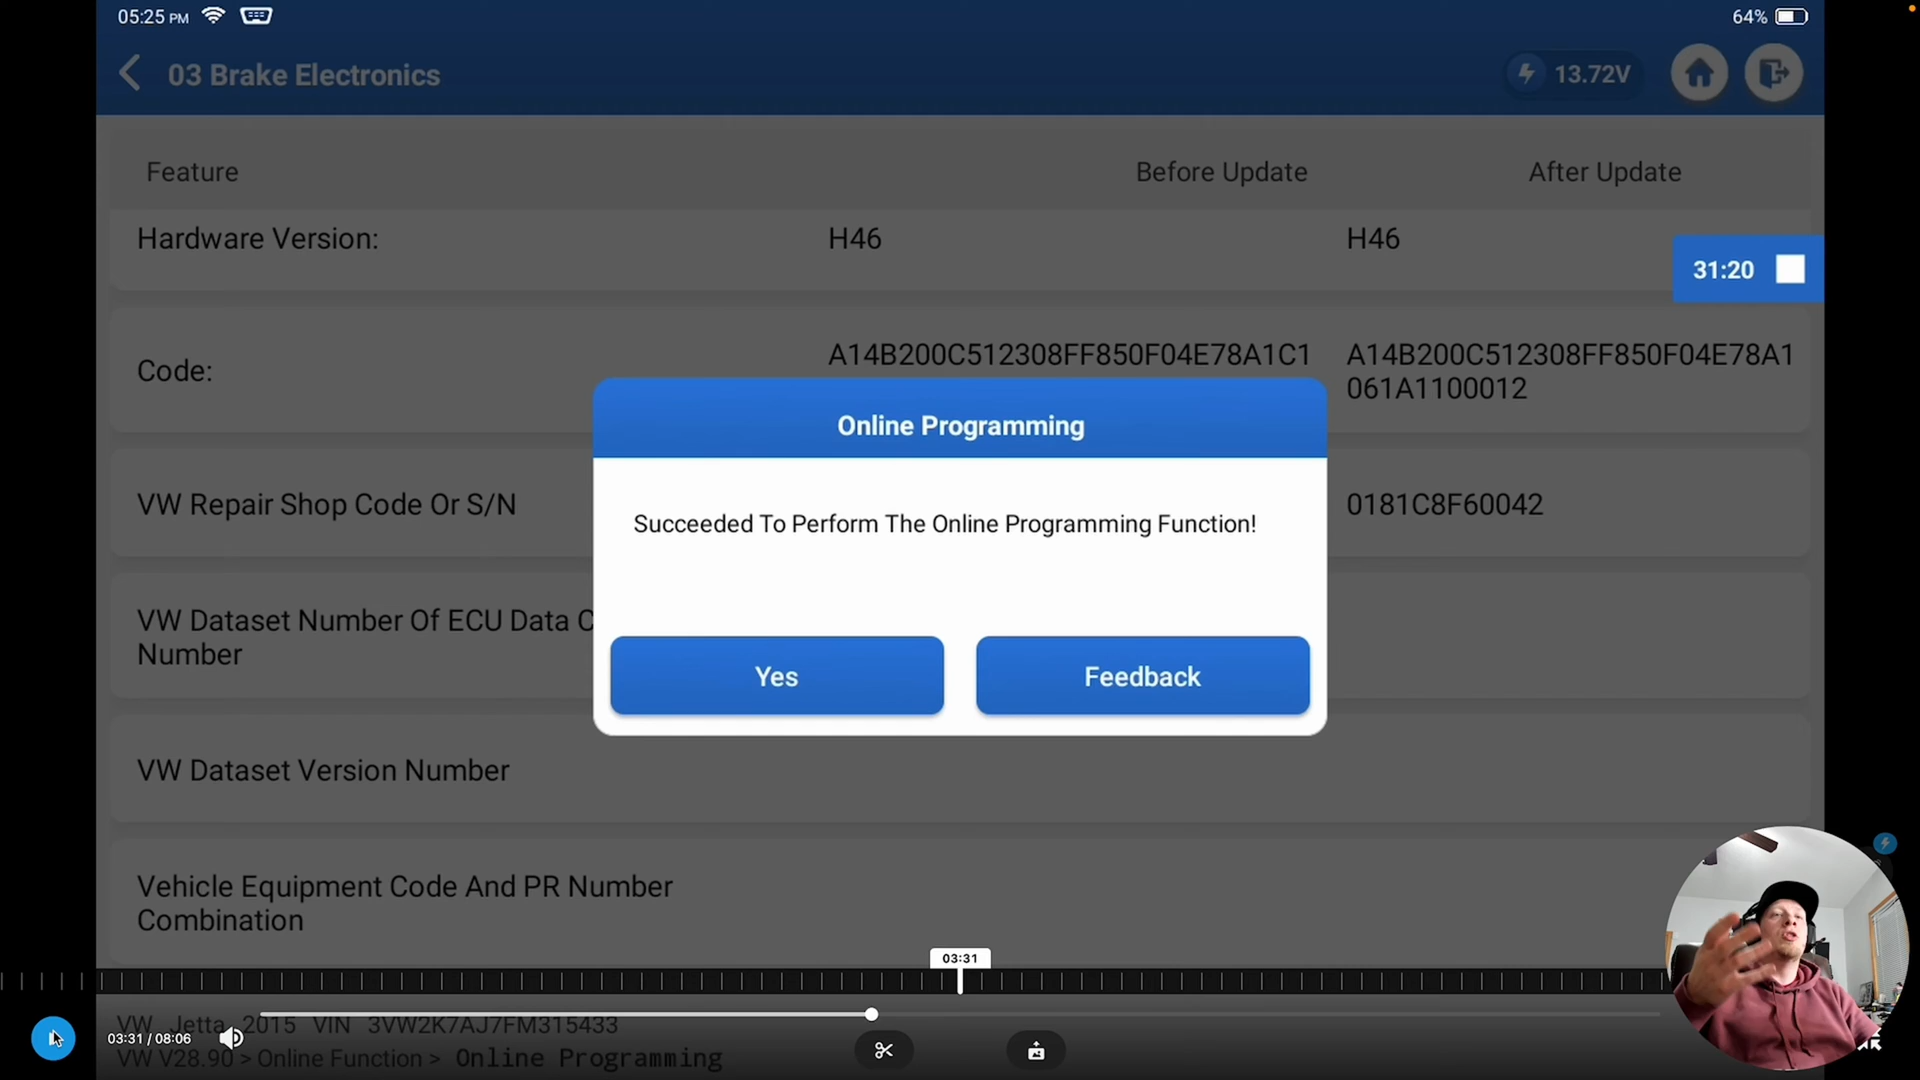 05:25 PM
64%
03 Brake Electronics
13.72V
Feature
Before Update
After Update
Hardware Version:
H46
H46
31:20
Code:
A14B200C512308FF850F04E78A1C1
A14B200C512308FF850F04E78A1
061A1100012
VW Repair Shop Code Or S/N
0181C8F60042
Online Programming
Succeeded To Perform The Online Programming Function!
Yes
Feedback
VW Dataset Number Of ECU Data C
Number
VW Dataset Version Number
Vehicle Equipment Code And PR Number
Combination
03:31
VW Jetta 2015 VIN 3VW2K7AJ7FM315433
03:31 / 08:06
VW V28.90 > Online Function > Online Programming